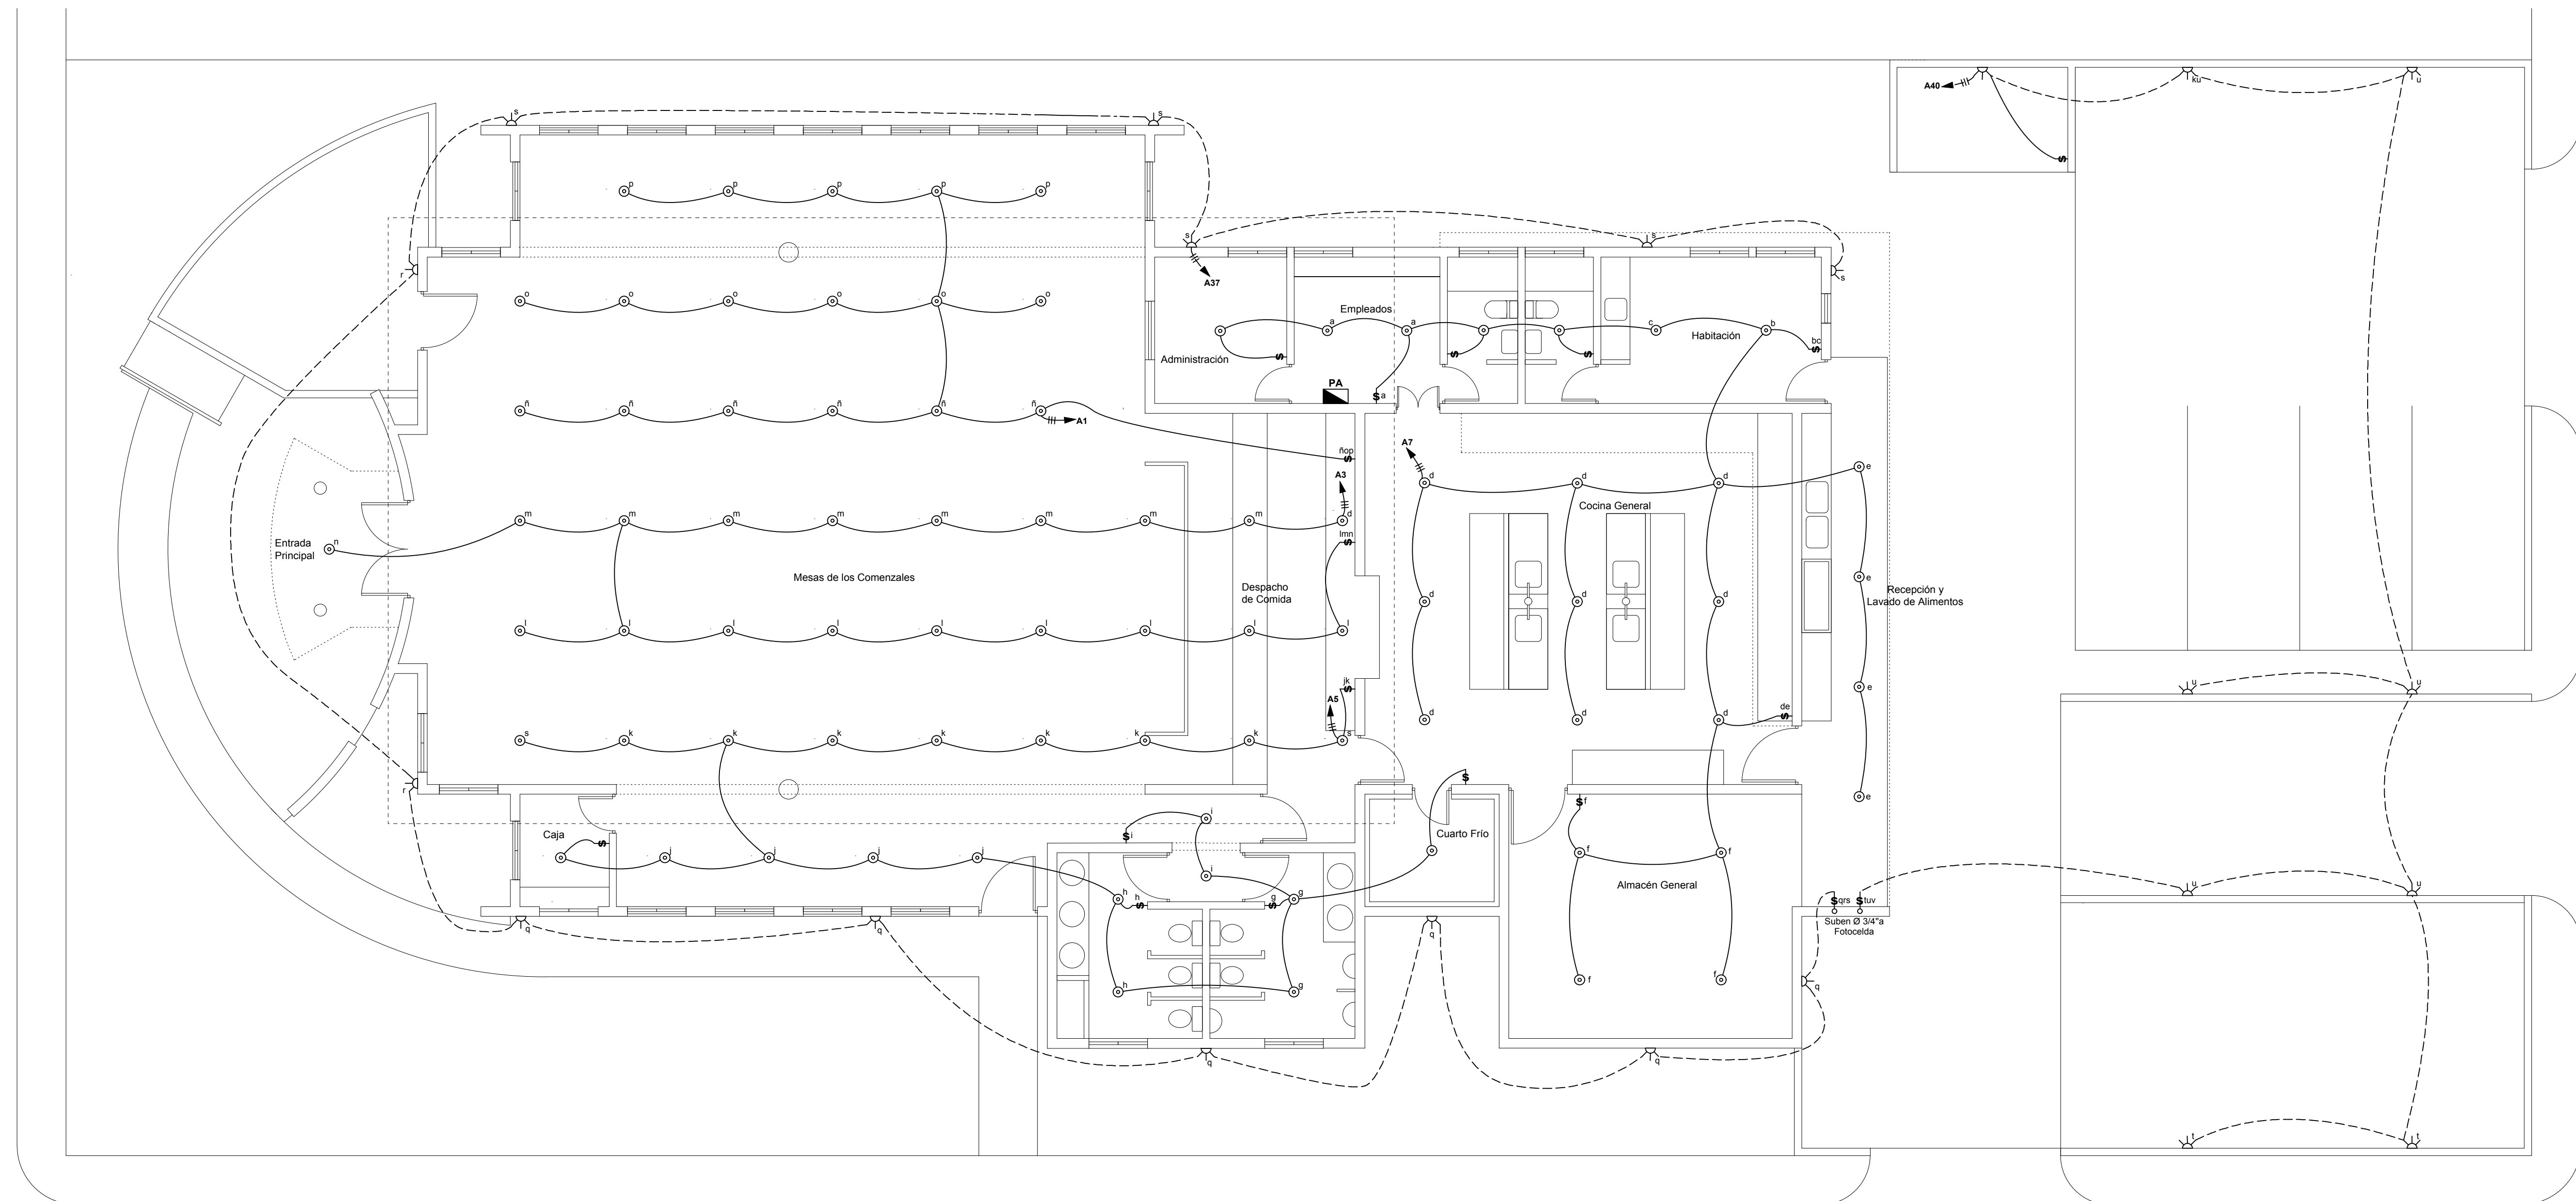 A40
ku
u
s
s
p
p
p
p
p
s
s
s
r
A37
o
o
o
o
o
o
Empleados
a
a
c
b
Habitación
bc
Administración
PA
a
ñ
ñ
ñ
ñ
ñ
ñ
A1
ñop
A7
e
A3
d
d
d
Cocina General
m
m
m
m
m
m
m
m
d
lmn
Entrada
Principal
n
Mesas de los Comenzales
Despacho
de Comida
e
Recepción y
Lavado de Alimentos
d
d
d
l
l
l
l
l
l
l
l
l
jk
e
u
u
A5
de
d
d
d
s
k
k
k
k
k
k
k
s
r
e
f
i
i
Caja
Cuarto Frío
j
j
j
j
f
f
i
Almacén General
h
h
g
g
u
u
qrs
tuv
Suben Ø 3/4"a
Fotocelda
q
q
q
f
f
q
h
g
q
q
t
t